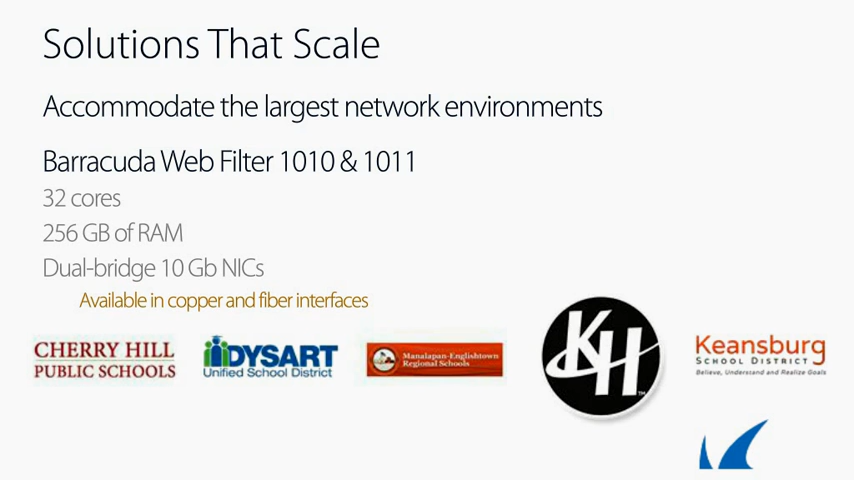 Solutions That Scale
Accommodate the largest network environments
Barracuda Web Filter 1010 & 1011
32 cores
256 GB of RAM
Dual-bridge 10 Gb NICs
Available in copper and fiber interfaces
CHERRY HILL
PUBLIC SCHOOLS
DYSART
Unified School District
Manalapan-Englishtown
Regional Schools
KH
TM
Keansburg
SCHOOL DISTRICT
Believe, Understand and Realize Goals